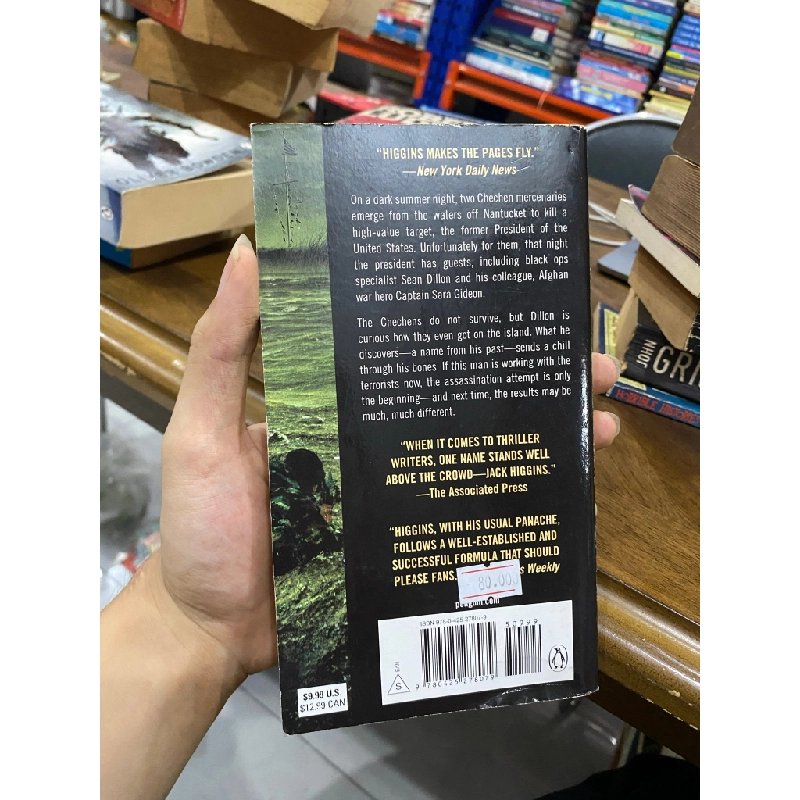 "HIGGINS MAKES THE PAGES FLY."
—New York Daily News
On a dark summer night, two Chechen mercenaries
emerge from the waters off Nantucket to kill a
high-value target, the former President of the
United States. Unfortunately for them, that night
the president has guests, including black ops
specialist Sean Dillon and his colleague, Afghan
war hero Captain Sara Gideon.
The Chechens do not survive, but Dillon is
curious how they even got on the island. What he
discovers—a name from his past—sends a chill
through his bones. If this man is working with the
terrorists now, the assassination attempt is only
the beginning—and next time, the results may be
much, much different.
"WHEN IT COMES TO THRILLER
WRITERS, ONE NAME STANDS WELL
ABOVE THE CROWD—JACK HIGGINS."
—The Associated Press
"HIGGINS, WITH HIS USUAL PANACHE,
FOLLOWS A WELL-ESTABLISHED AND
SUCCESSFUL FORMULA THAT SHOULD
PLEASE FANS.
Weekly
80.000
penguin.com
50999
EAN
S
9 780425 278079
$9.99 U.S.
$12.99 CAN
JOHN
GRI